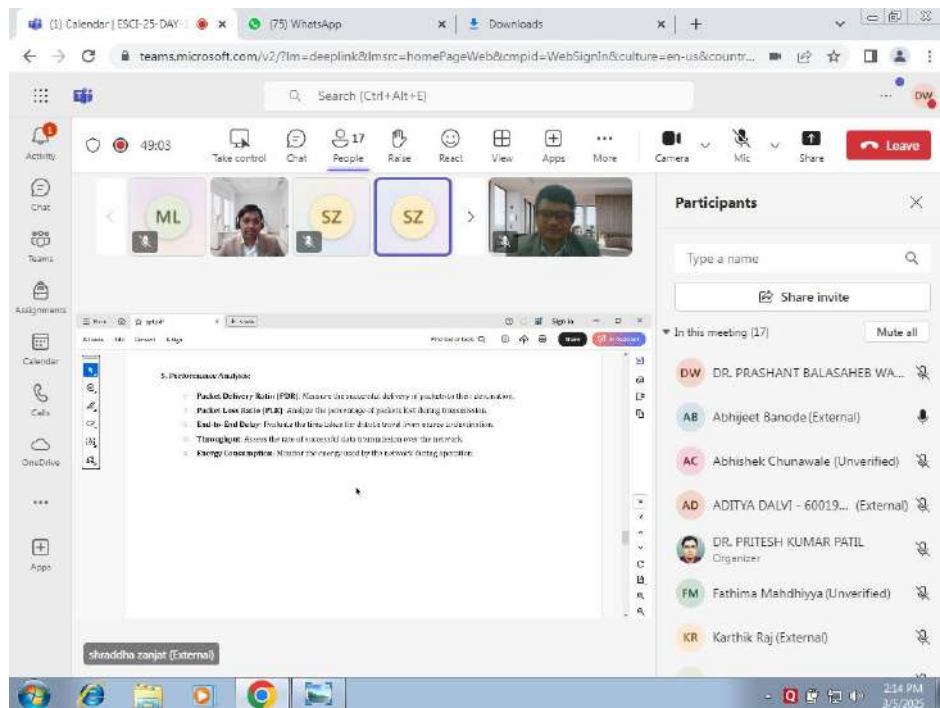 (1) Calendar | ESCI-25-DAY-
(75) WhatsApp
Downloads
teams.microsoft.com/v2/?lm=deeplink&lmsrc=homePageWeb&cmpid=WebSignIn&culture=en-us&countr...
Search (Ctrl+Alt+E)
DW
Activity
Chat
Teams
Assignments
Calendar
Calls
OneDrive
Apps
49:03
Take control
Chat
17
People
Raise
React
View
Apps
More
Camera
Mic
Share
Leave
ML
SZ
SZ
Sign in
5. Performance Analysis:
Packet Delivery Ratio (PDR): Measure the successful delivery of packets to their destination.
Packet Loss Ratio (PLR): Analyze the percentage of packets lost during transmission.
End-to-End Delay: Evaluate the time taken for data to travel from source to destination.
Throughput: Assess the rate of successful data transmission over the network.
Energy Consumption: Monitor the energy used by the network during operation.
shraddha zanjat (External)
Participants
Type a name
Share invite
In this meeting (17)
Mute all
DW DR. PRASHANT BALASAHEB WA...
AB Abhijeet Banode (External)
AC Abhishek Chunawale (Unverified)
AD ADITYA DALVI - 60019... (External)
DR. PRITESH KUMAR PATIL
Organizer
FM Fathima Mahdhiyya (Unverified)
KR Karthik Raj (External)
2:14 PM
3/5/2025